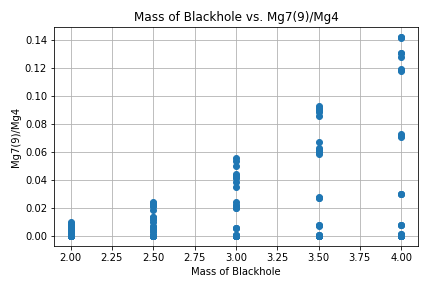 Mass of Blackhole vs. Mg7(9)/Mg4
Mg7(9)/Mg4
0.14
0.12
0.10
0.08
0.06
0.04
0.02
0.00
2.00 2.25 2.50 2.75 3.00 3.25 3.50 3.75 4.00
Mass of Blackhole